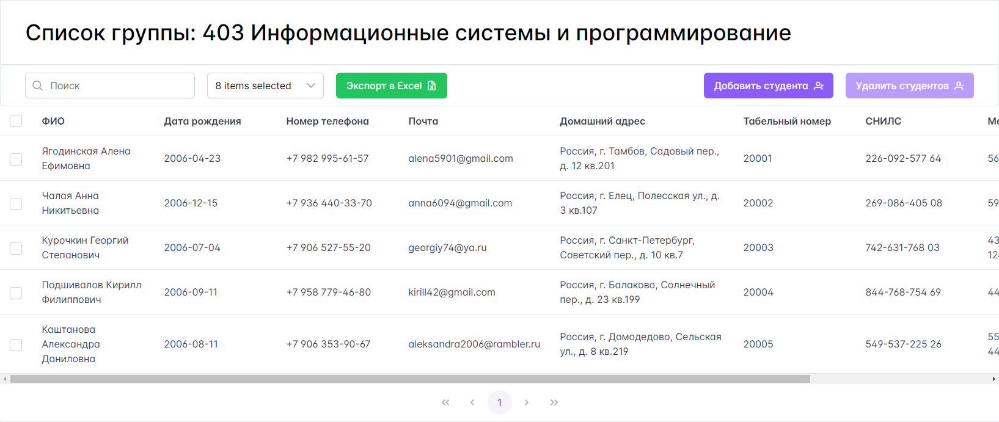 Список группы: 403 Информационные системы и программирование
Поиск
8 items selected
Экспорт в Excel
Добавить студента
Удалить студентов
ФИО Дата рождения Номер телефона Почта Домашний адрес Табельный номер СНИЛС
Ягодинская Алена Ефимовна 2006-04-23 +7 982 995-61-57 alena5901@gmail.com Россия, г. Тамбов, Садовый пер., д. 12 кв.201 20001 226-092-577 64 56
Чалая Анна Никитьевна 2006-12-15 +7 936 440-33-70 anna6094@gmail.com Россия, г. Елец, Полесская ул., д. 3 кв.107 20002 269-086-405 08 59
Курочкин Георгий Степанович 2006-07-04 +7 906 527-55-20 georgiy74@ya.ru Россия, г. Санкт-Петербург, Советский пер., д. 10 кв.7 20003 742-631-768 03 43
Подшивалов Кирилл Филиппович 2006-09-11 +7 958 779-46-80 kirill42@gmail.com Россия, г. Балаково, Солнечный пер., д. 23 кв.199 20004 844-768-754 69 44
Каштанова Александра Даниловна 2006-08-11 +7 906 353-90-67 aleksandra2006@rambler.ru Россия, г. Домодедово, Сельская ул., д. 8 кв.219 20005 549-537-225 26 55 44
1